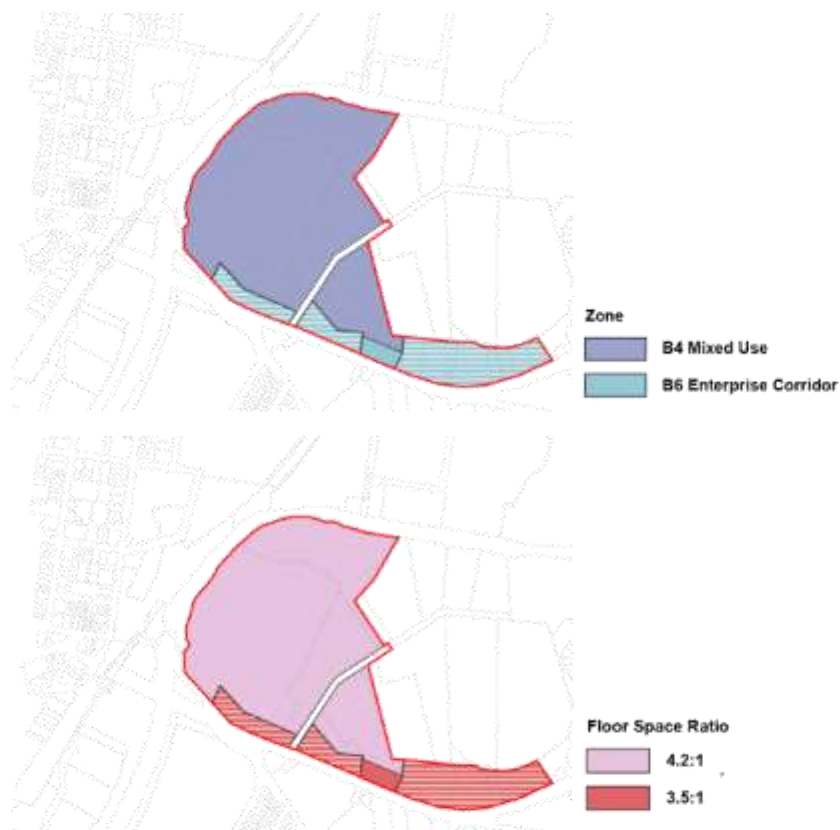 Zone
B4 Mixed Use
B6 Enterprise Corridor
Floor Space Ratio
4.2:1
3.5:1